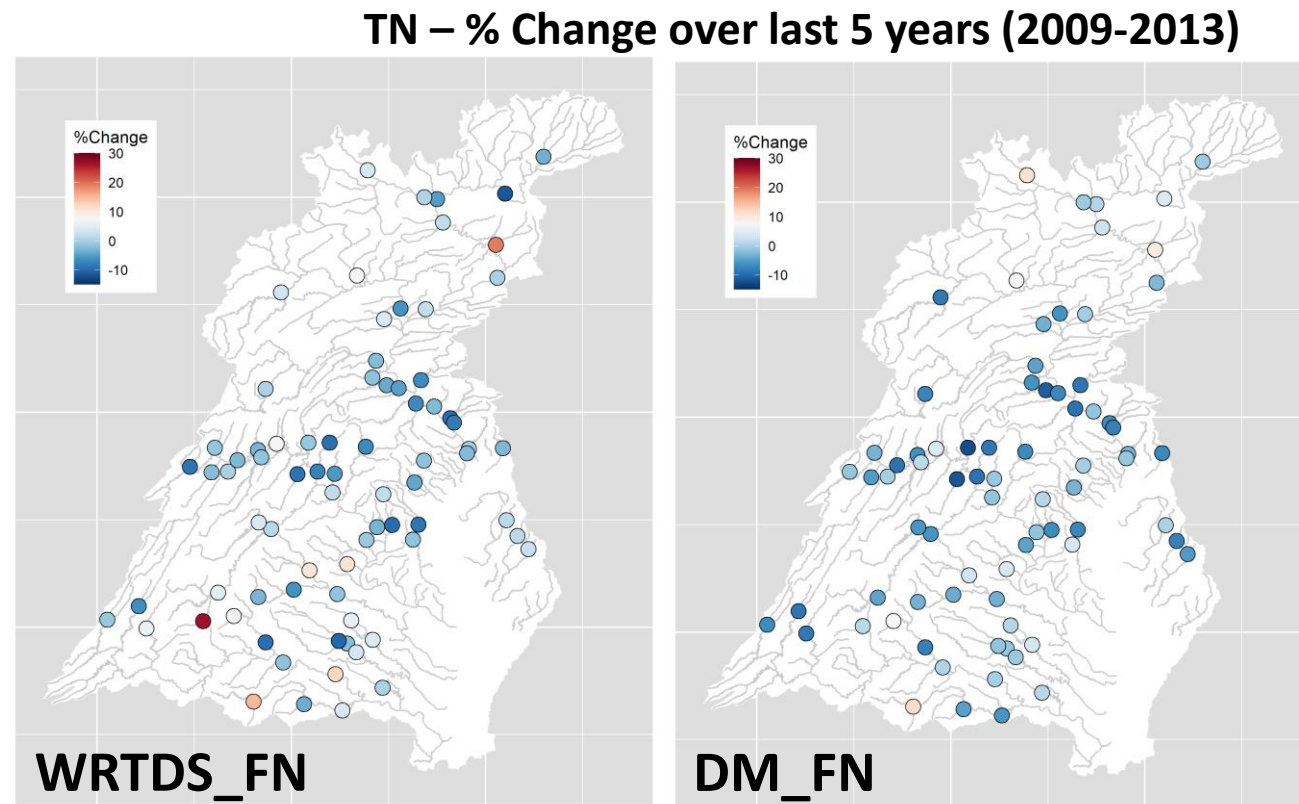 TN – % Change over last 5 years (2009-2013)
%Change
30
20
10
0
-10
WRTDS_FN
%Change
30
20
10
0
-10
DM_FN